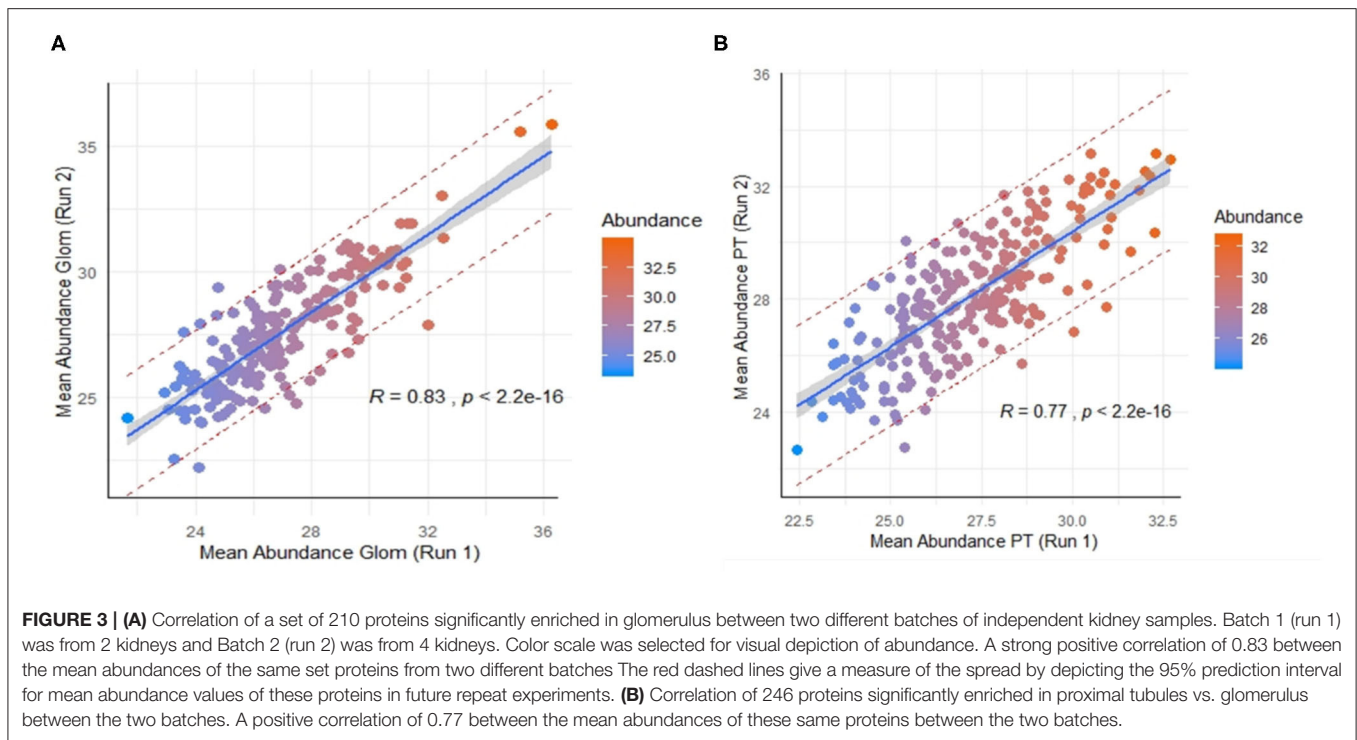 A
Mean Abundance Glom (Run 2)
35
30
25
24
28
32
36
Mean Abundance Glom (Run 1)
R = 0.83 , p < 2.2e-16
Abundance
32.5
30.0
27.5
25.0
B
Mean Abundance PT (Run 2)
36
32
28
24
22.5
25.0
27.5
30.0
32.5
Mean Abundance PT (Run 1)
R = 0.77 , p < 2.2e-16
Abundance
32
30
28
26
FIGURE 3 | (A) Correlation of a set of 210 proteins significantly enriched in glomerulus between two different batches of independent kidney samples. Batch 1 (run 1)
was from 2 kidneys and Batch 2 (run 2) was from 4 kidneys. Color scale was selected for visual depiction of abundance. A strong positive correlation of 0.83 between
the mean abundances of the same set proteins from two different batches The red dashed lines give a measure of the spread by depicting the 95% prediction interval
for mean abundance values of these proteins in future repeat experiments. (B) Correlation of 246 proteins significantly enriched in proximal tubules vs. glomerulus
between the two batches. A positive correlation of 0.77 between the mean abundances of these same proteins between the two batches.